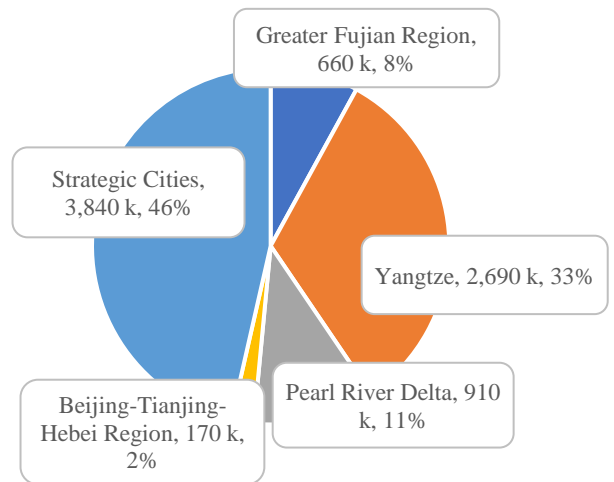 Greater Fujian Region,
660 k, 8%
Strategic Cities,
3,840 k, 46%
Yangtze, 2,690 k, 33%
Pearl River Delta, 910
k, 11%
Beijing-Tianjing-
Hebei Region, 170 k,
2%